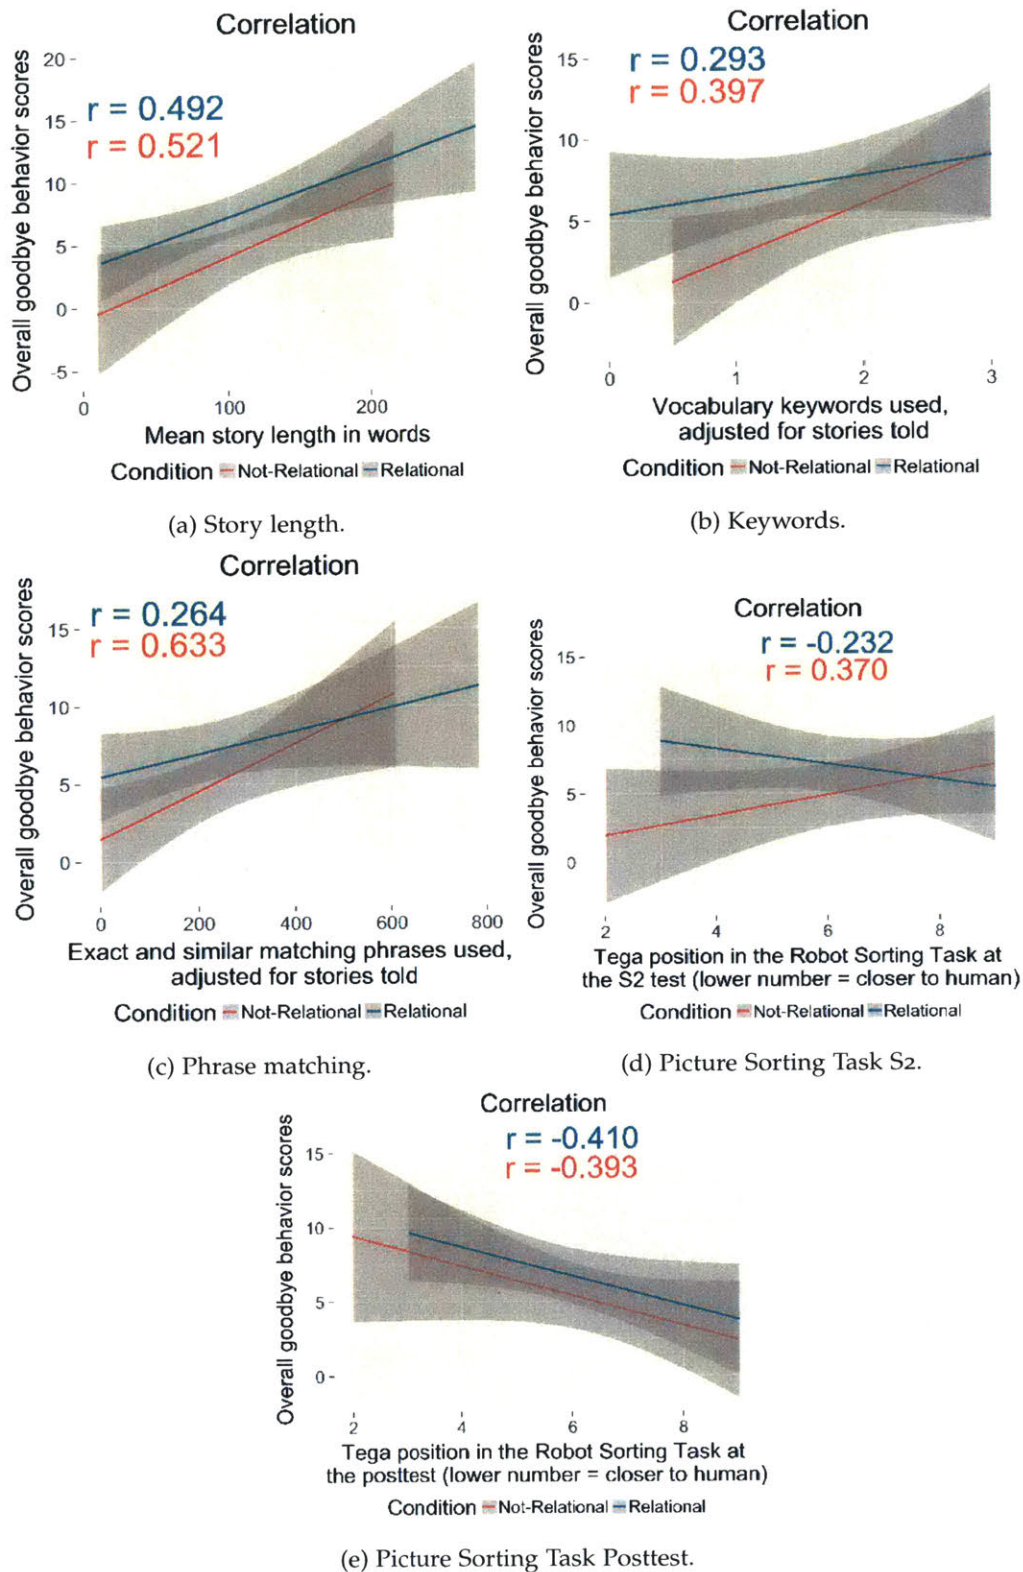 Correlation
Overall goodbye behavior scores
20
15
10
5
0
-5
r = 0.492
r = 0.521
0 100 200
Mean story length in words
Condition Not-Relational Relational
(a) Story length.
Correlation
Overall goodbye behavior scores
15
10
5
0
r = 0.293
r = 0.397
0 1 2 3
Vocabulary keywords used,
adjusted for stories told
Condition Not-Relational Relational
(b) Keywords.
Correlation
Overall goodbye behavior scores
15
10
5
0
r = 0.264
r = 0.633
0 200 400 600 800
Exact and similar matching phrases used,
adjusted for stories told
Condition Not-Relational Relational
(c) Phrase matching.
Correlation
Overall goodbye behavior scores
15
10
5
0
r = -0.232
r = 0.370
2 4 6 8
Tega position in the Robot Sorting Task at
the S2 test (lower number = closer to human)
Condition Not-Relational Relational
(d) Picture Sorting Task S2.
Correlation
Overall goodbye behavior scores
15
10
5
0
r = -0.410
r = -0.393
2 4 6 8
Tega position in the Robot Sorting Task at
the posttest (lower number = closer to human)
Condition Not-Relational Relational
(e) Picture Sorting Task Posttest.